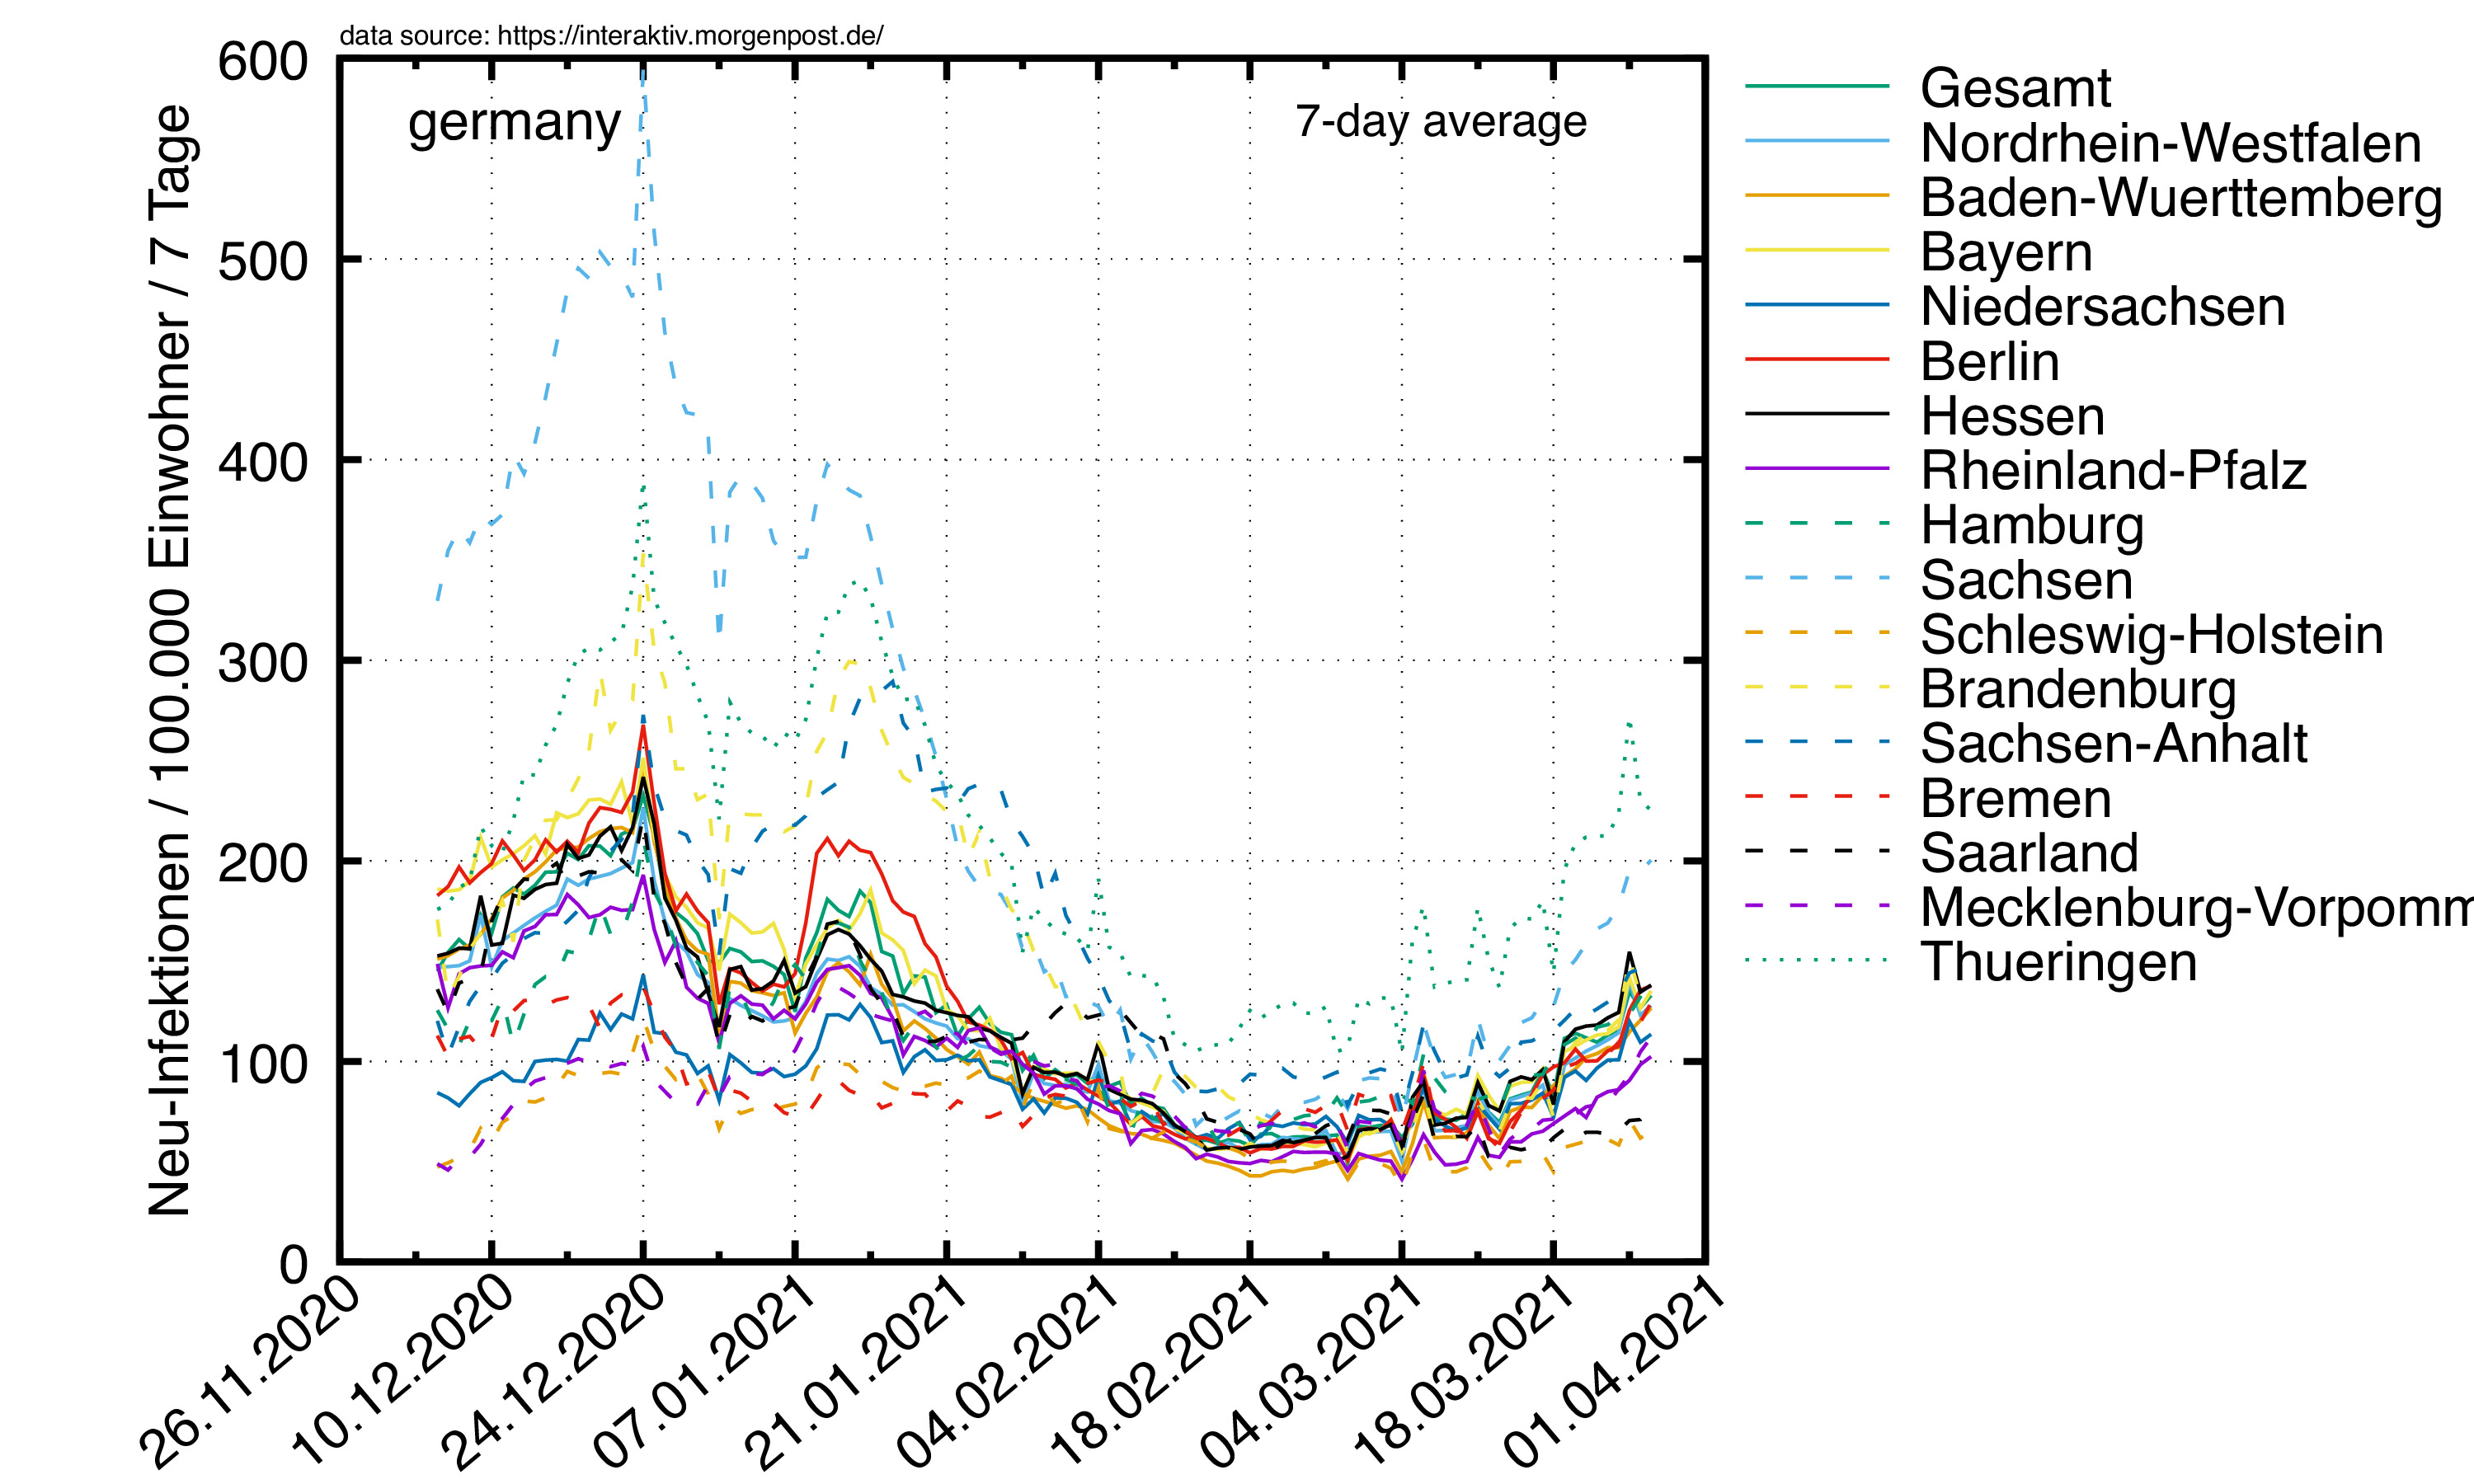 data source: https://interaktiv.morgenpost.de/
germany
7-day average
Neu-Infektionen / 100.000 Einwohner / 7 Tage
600
500
400
300
200
100
0
26.11.2020
10.12.2020
24.12.2020
07.01.2021
21.01.2021
04.02.2021
18.02.2021
04.03.2021
18.03.2021
01.04.2021
Gesamt
Nordrhein-Westfalen
Baden-Wuerttemberg
Bayern
Niedersachsen
Berlin
Hessen
Rheinland-Pfalz
Hamburg
Sachsen
Schleswig-Holstein
Brandenburg
Sachsen-Anhalt
Bremen
Saarland
Mecklenburg-Vorpomm
Thueringen